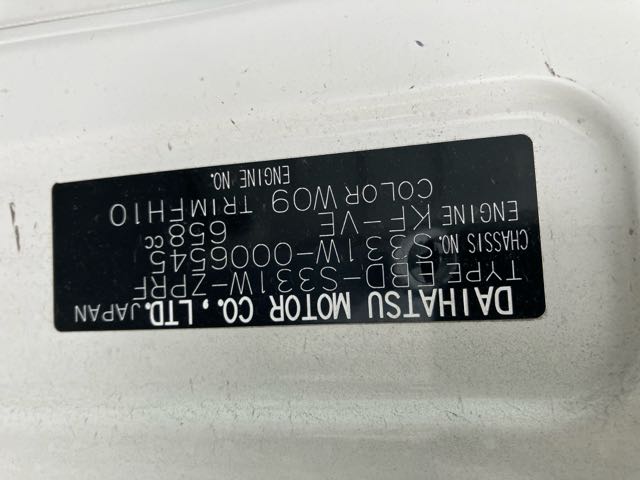 DAIHATSU MOTOR CO., LTD. JAPAN
TYPE EBD-S331W-ZPRF
CHASSIS NO. S331W-0006545
ENGINE KF-VE 658 CC
COLOR W09 TRIM FH10
ENGINE NO.